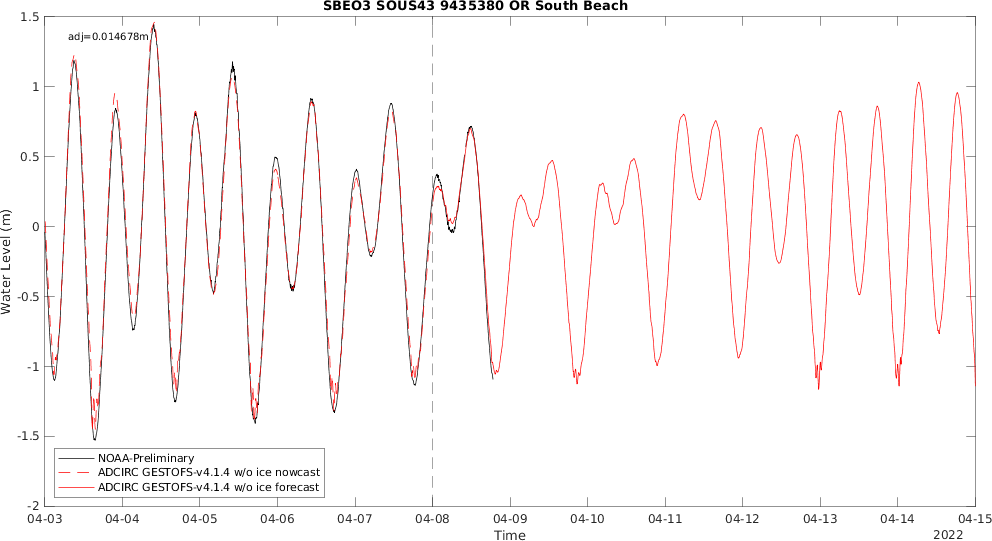 SBEO3 SOUS43 9435380 OR South Beach
adj=0.014678m
Water Level (m)
1.5
1
0.5
0
-0.5
-1
-1.5
-2
NOAA-Preliminary
ADCIRC GESTOFS-v4.1.4 w/o ice nowcast
ADCIRC GESTOFS-v4.1.4 w/o ice forecast
04-03 04-04 04-05 04-06 04-07 04-08 04-09 04-10 04-11 04-12 04-13 04-14 04-15
Time
2022